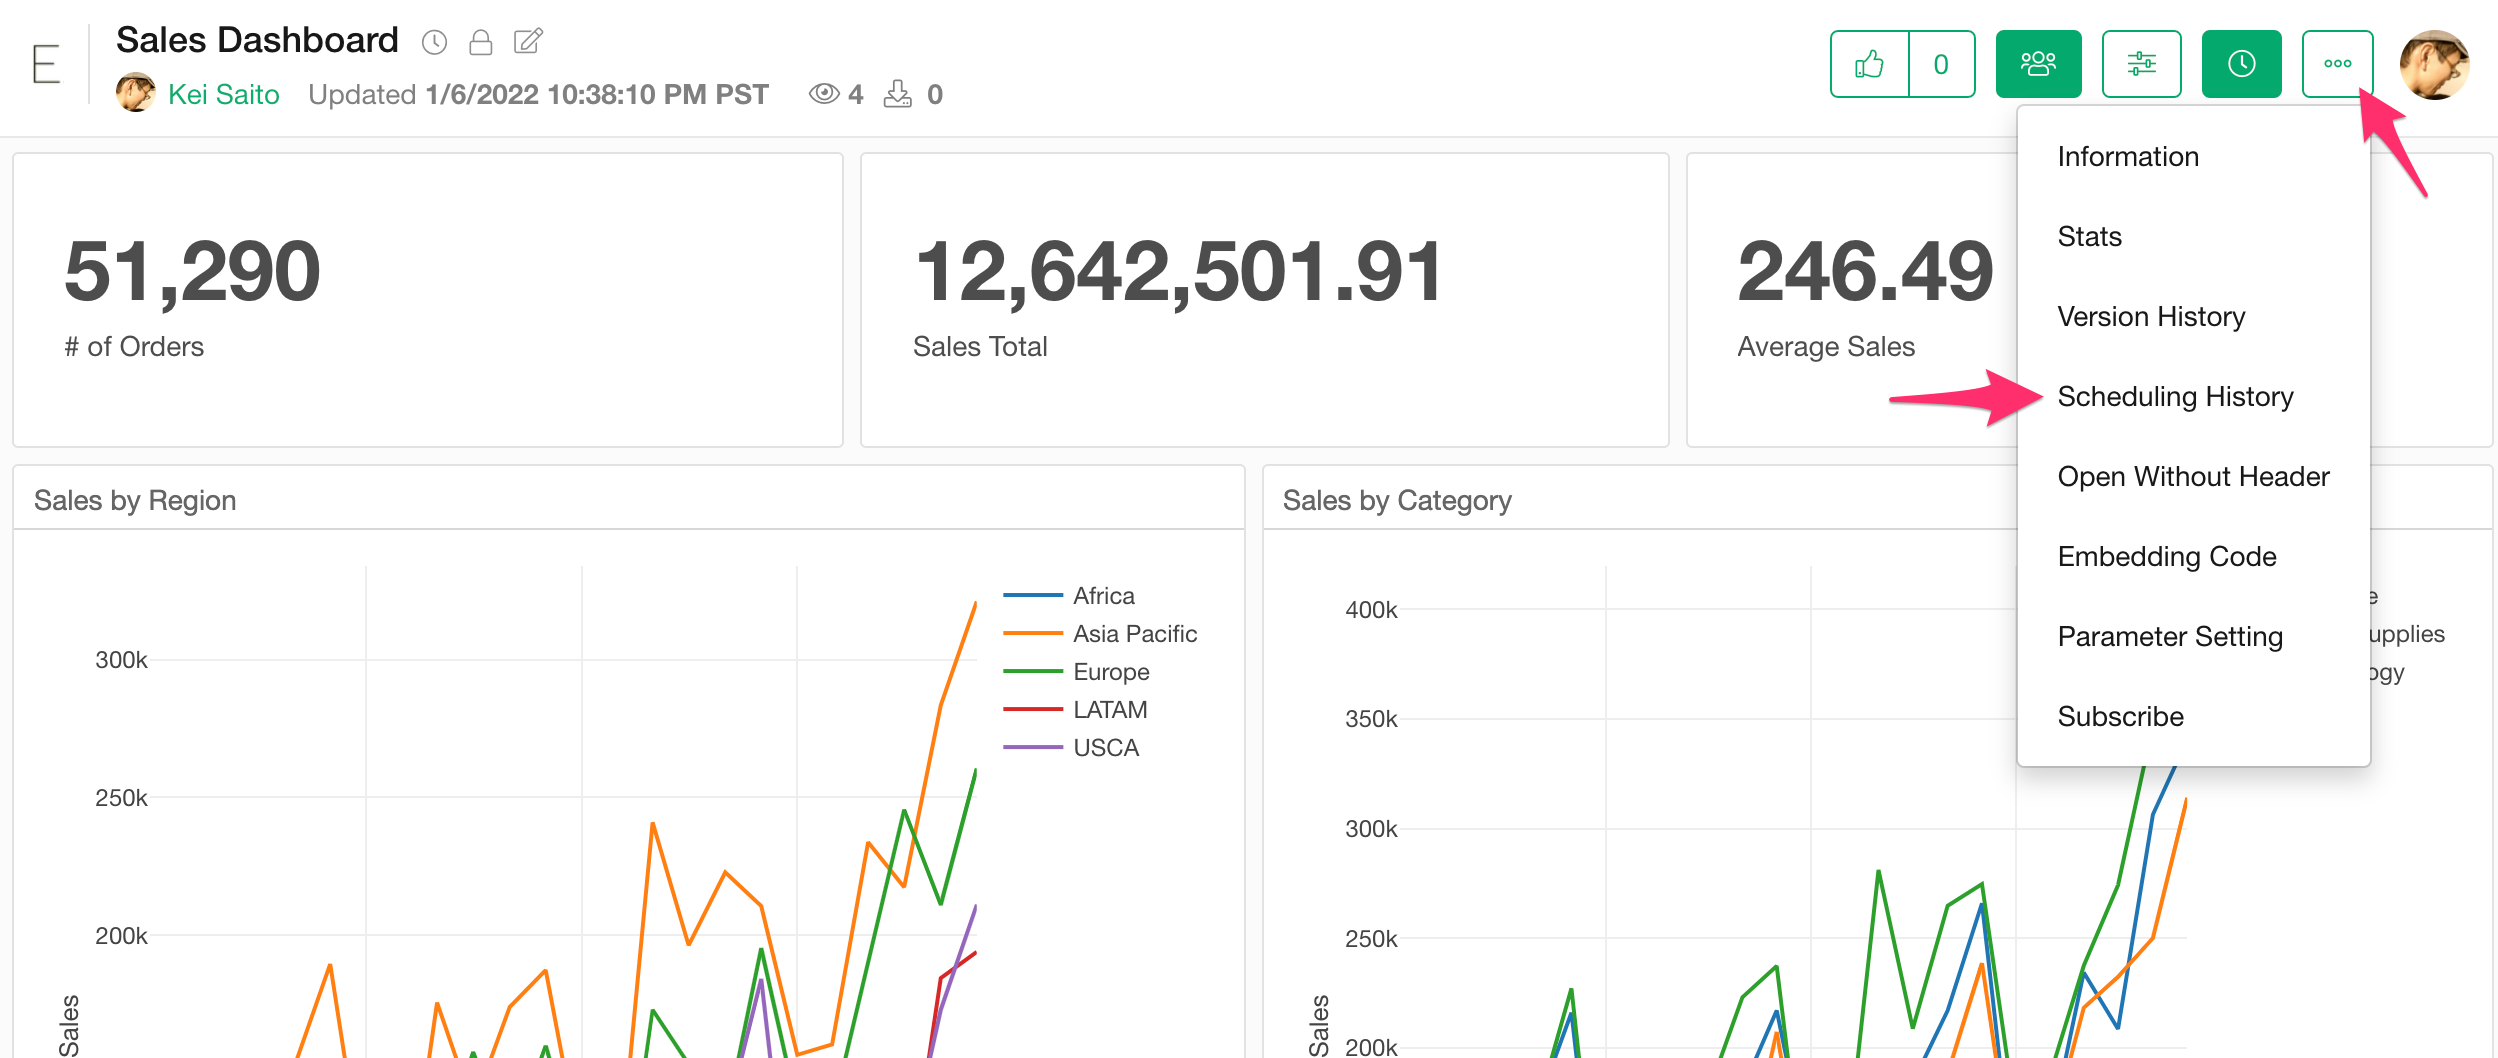 E
Sales Dashboard
Kei Saito Updated 1/6/2022 10:38:10 PM PST 4 0
0
Information
Stats
Version History
Scheduling History
Open Without Header
Embedding Code
Parameter Setting
Subscribe
51,290
# of Orders
12,642,501.91
Sales Total
246.49
Average Sales
Sales by Region
300k
250k
200k
Sales
Africa
Asia Pacific
Europe
LATAM
USCA
Sales by Category
400k
350k
300k
250k
200k
Sales
e
upplies
ogy